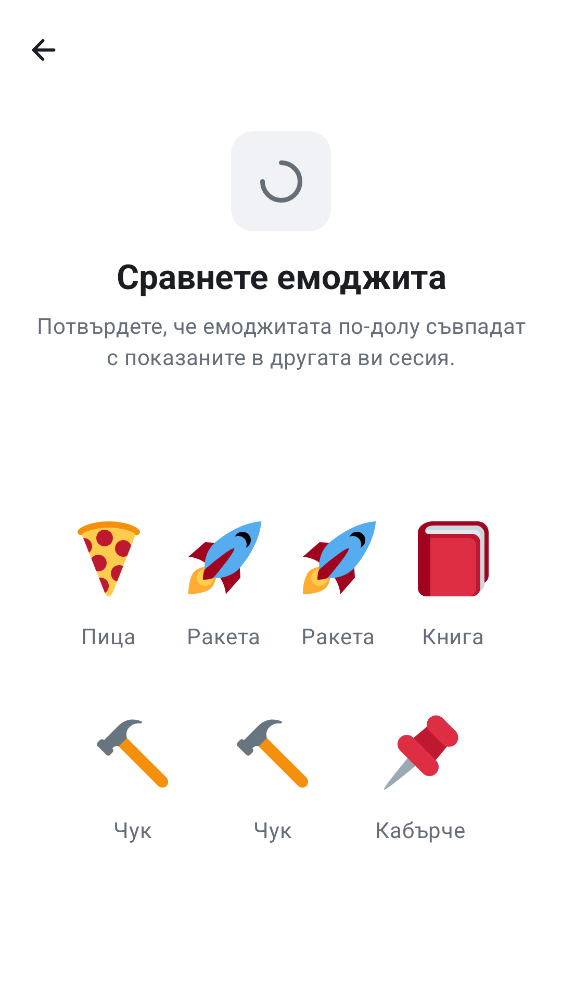 Сравнете емоджита
Потвърдете, че емоджитата по-долу съвпадат
с показаните в другата ви сесия.
Пица
Ракета
Ракета
Книга
Чук
Чук
Кабърче